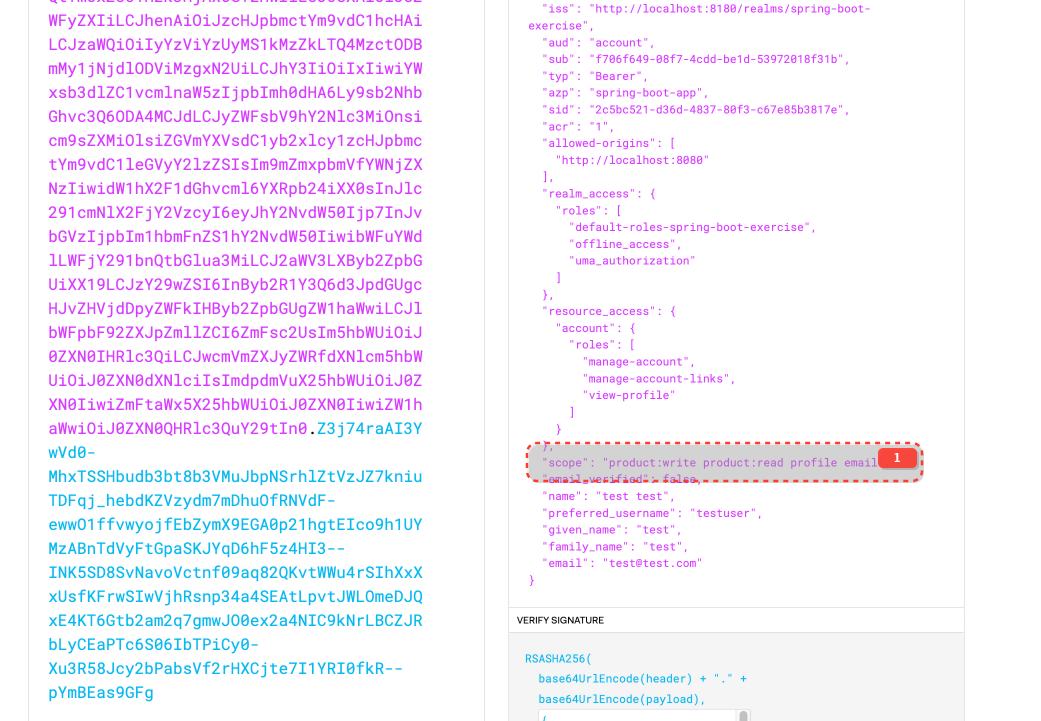 WFyZXIiLCJhenAiOiJzcHJpbmctYm9vdC1hcHAi
LCJzaWQiOiIyYzViYzUyMS1kMzZkLTQ4MzctODB
mMy1jNjdlODViMzgxN2UiLCJhY3IiOiIxIiwiYW
xsb3dlZC1vcmlnaW5zIjpbImh0dHA6Ly9sb2Nhb
Ghvc3Q6ODA4MCJdLCJyZWFsbV9hY2Nlc3MiOnsi
cm9sZXMiOlsiZGVmYXVsdC1yb2xlcy1zcHJpbmc
tYm9vdC1leGVyY2lzZSIsIm9mZmxpbmVfYWNjZX
NzIiwidW1hX2F1dGhvcml6YXRpb24iXX0sInJlc
291cmNlX2FjY2VzcyI6eyJhY2NvdW50Ijp7InJv
bGVzIjpbIm1hbmFnZS1hY2NvdW50IiwibWFuYWd
lLWFjY291bnQtbGlua3MiLCJ2aWV3LXByb2ZpbG
UiXX19LCJzY29wZSI6InByb2R1Y3Q6d3JpdGUgc
HJvZHVjdDpyZWFkIHByb2ZpbGUgZW1haWwiLCJl
bWFpbF92ZXJpZmllZCI6ZmFsc2UsIm5hbWUiOiJ
0ZXN0IHRlc3QiLCJwcmVmZXJyZWRfdXNlcm5hbW
UiOiJ0ZXN0dXNlciIsImdpdmVuX25hbWUiOiJ0Z
XN0IiwiZmFtaWx5X25hbWUiOiJ0ZXN0IiwiZW1h
aWwiOiJ0ZXN0QHRlc3QuY29tIn0.Z3j74raAI3Y
wVd0-
MhxTSSHbudb3bt8b3VMuJbpNSrhlZtVzJZ7kniu
TDFqj_hebdKZVzydm7mDhuOfRNVdF-
ewwO1ffvwyojfEbZymX9EGA0p21hgtEIco9h1UY
MzABnTdVyFtGpaSKJYqD6hF5z4HI3--
INK5SD8SvNavoVctnf09aq82QKvtWWu4rSIhXxX
xUsfKFrwSIwVjhRsnp34a4SEAtLpvtJWLOmeDJQ
xE4KT6Gtb2am2q7gmwJO0ex2a4NIC9kNrLBCZJR
bLyCEaPTc6S06IbTPiCy0-
Xu3R58Jcy2bPabsVf2rHXCjte7I1YRI0fkR--
pYmBEas9GFg
"iss": "http://localhost:8180/realms/spring-boot-
exercise",
"aud": "account",
"sub": "f706f649-08f7-4cdd-be1d-53972018f31b",
"typ": "Bearer",
"azp": "spring-boot-app",
"sid": "2c5bc521-d36d-4837-80f3-c67e85b3817e",
"acr": "1",
"allowed-origins": [
"http://localhost:8080"
],
"realm_access": {
"roles": [
"default-roles-spring-boot-exercise",
"offline_access",
"uma_authorization"
]
},
"resource_access": {
"account": {
"roles": [
"manage-account",
"manage-account-links",
"view-profile"
]
}
},
"scope": "product:write product:read profile email
1
"email_verified": false,
"name": "test test",
"preferred_username": "testuser",
"given_name": "test",
"family_name": "test",
"email": "test@test.com"
}
VERIFY SIGNATURE
RSASHA256(
base64UrlEncode(header) + "." +
base64UrlEncode(payload),